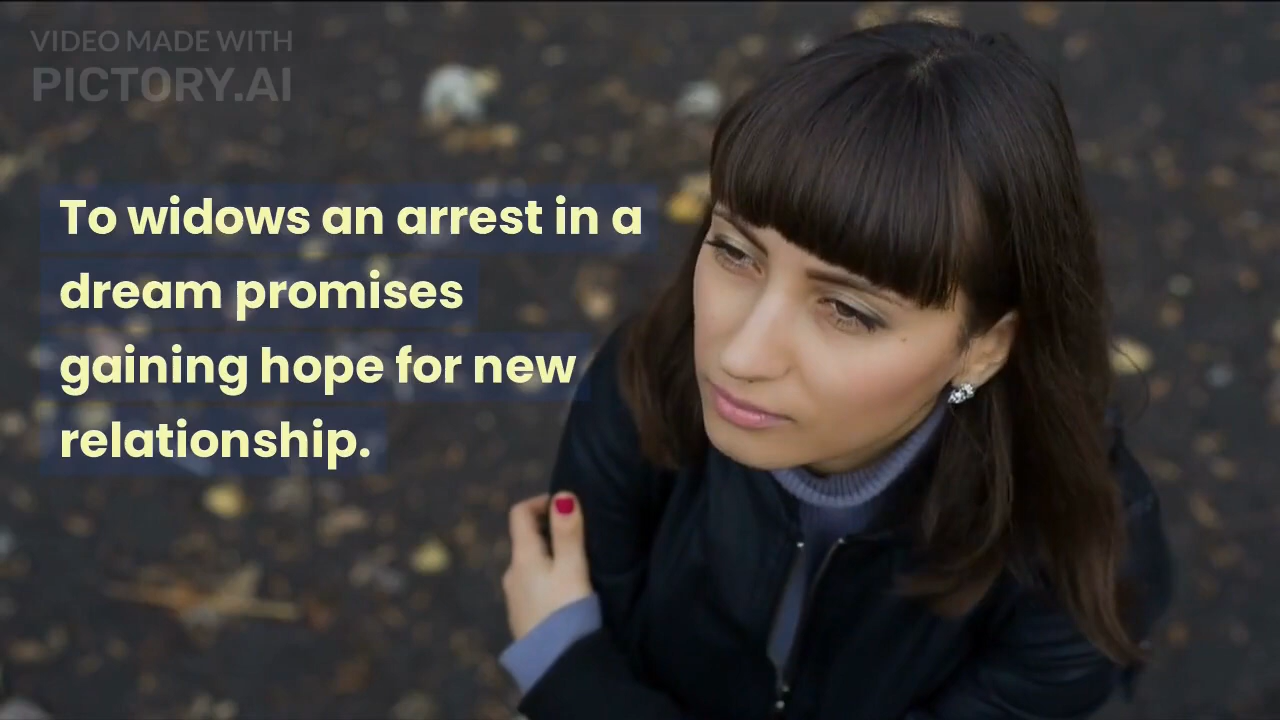 VIDEO MADE WITH
PICTORY.AI
To widows an arrest in a
dream promises
gaining hope for new
relationship.